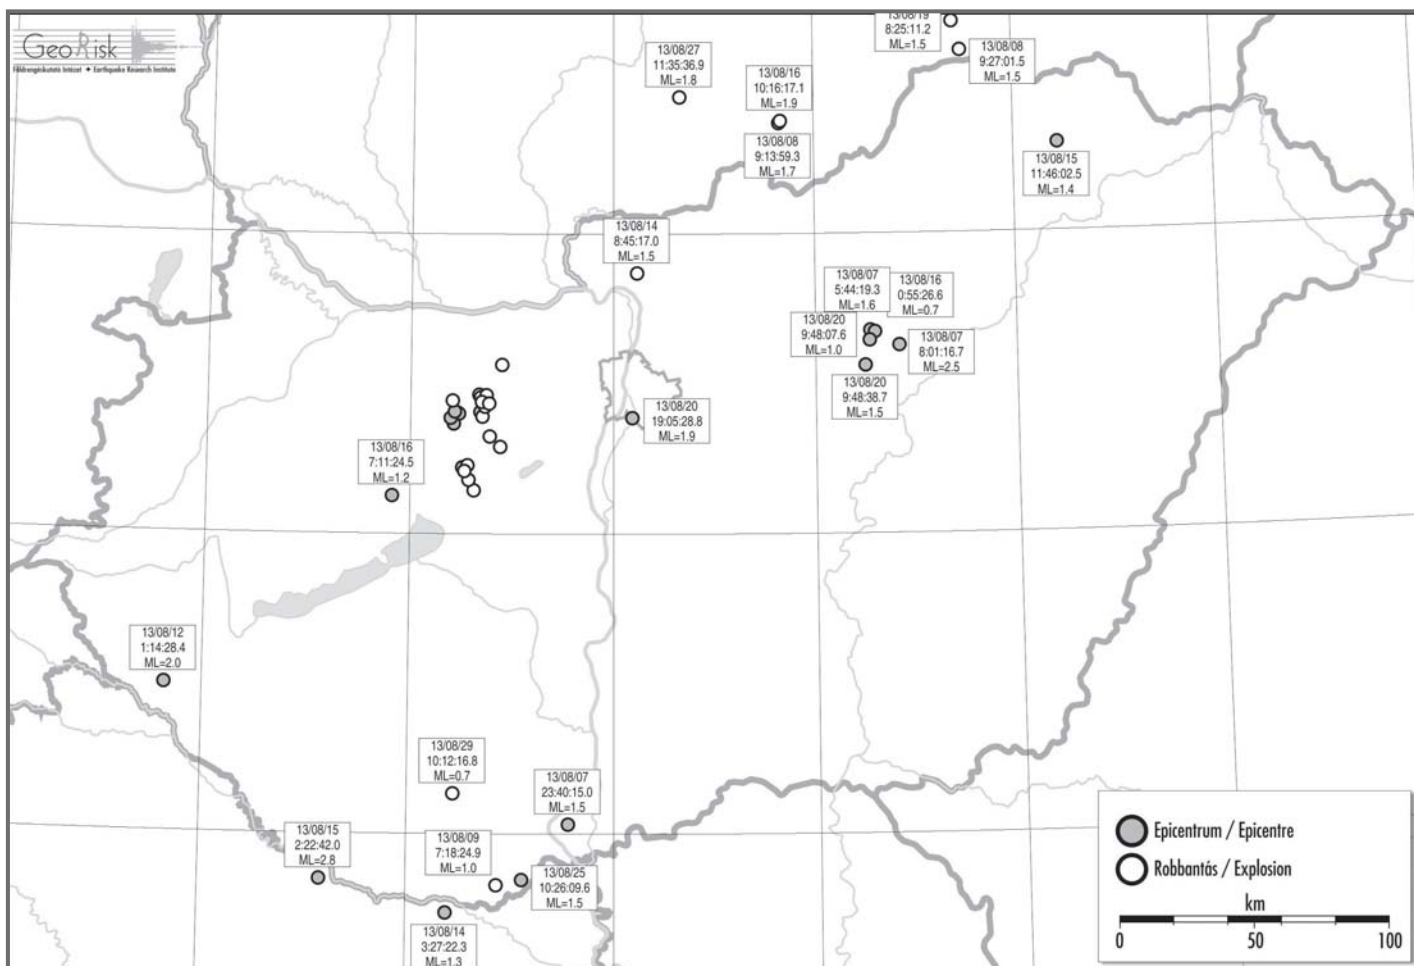 GeoRisk
Földrengéskutató Intézet ✦ Earthquake Research Institute
13/08/19
8:25:11.2
ML=1.5
13/08/08
9:27:01.5
ML=1.5
13/08/27
11:35:36.9
ML=1.8
13/08/16
10:16:17.1
ML=1.9
13/08/08
9:13:59.3
ML=1.7
13/08/15
11:46:02.5
ML=1.4
13/08/14
8:45:17.0
ML=1.5
13/08/07
5:44:19.3
ML=1.6
13/08/16
0:55:26.6
ML=0.7
13/08/20
9:48:07.6
ML=1.0
13/08/07
8:01:16.7
ML=2.5
13/08/20
9:48:38.7
ML=1.5
13/08/20
19:05:28.8
ML=1.9
13/08/16
7:11:24.5
ML=1.2
13/08/12
1:14:28.4
ML=2.0
13/08/29
10:12:16.8
ML=0.7
13/08/07
23:40:15.0
ML=1.5
13/08/15
2:22:42.0
ML=2.8
13/08/09
7:18:24.9
ML=1.0
13/08/25
10:26:09.6
ML=1.5
13/08/14
3:27:22.3
ML=1.3
Epicentrum / Epicentre
Robbantás / Explosion
km
0 50 100